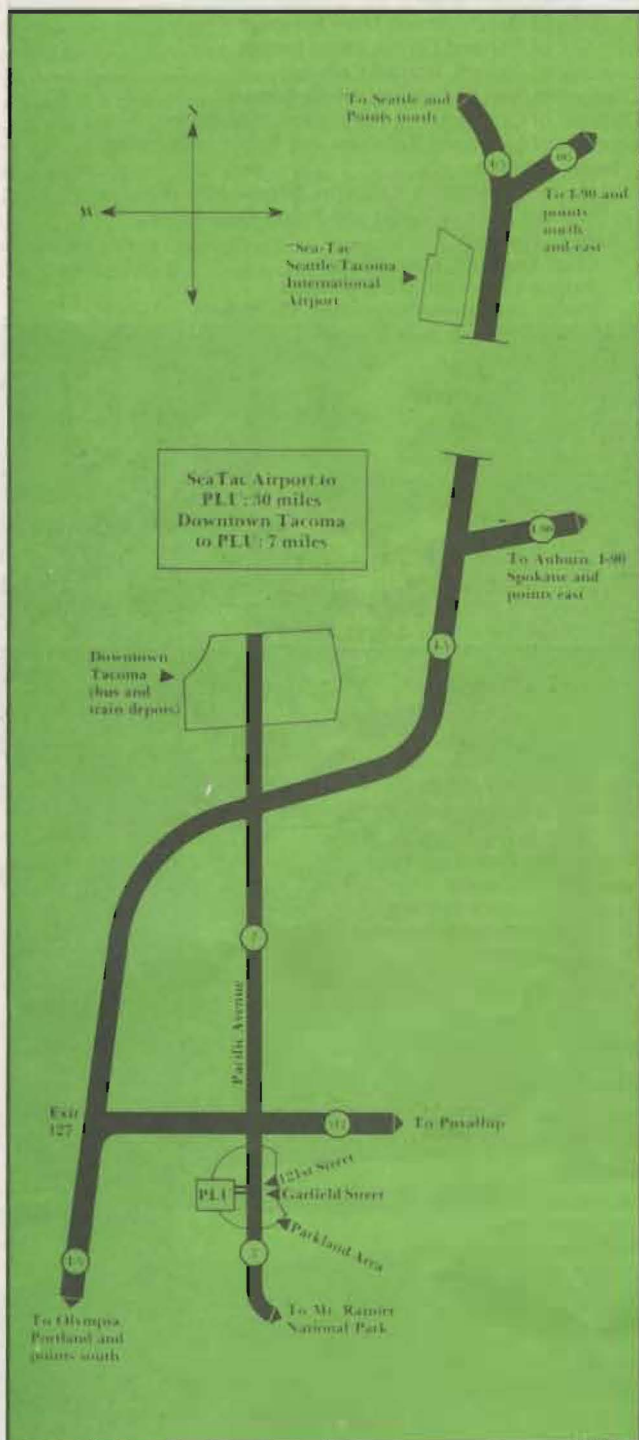 N
To Seattle and
Points north
I-5
405
W
To I-90 and
points
north
and east
"Sea-Tac"
Seattle-Tacoma
International
Airport
SeaTac Airport to
PLU: 30 miles
Downtown Tacoma
to PLU: 7 miles
To Auburn, I-90
Spokane and
points east
I-5
Downtown
Tacoma
(bus and
train depots)
7
Pacific Avenue
Exit
127
512
To Puyallup
121st Street
PLU
Garfield Street
Parkland Area
I-5
To Olympia
Portland and
points south
To Mt. Rainier
National Park